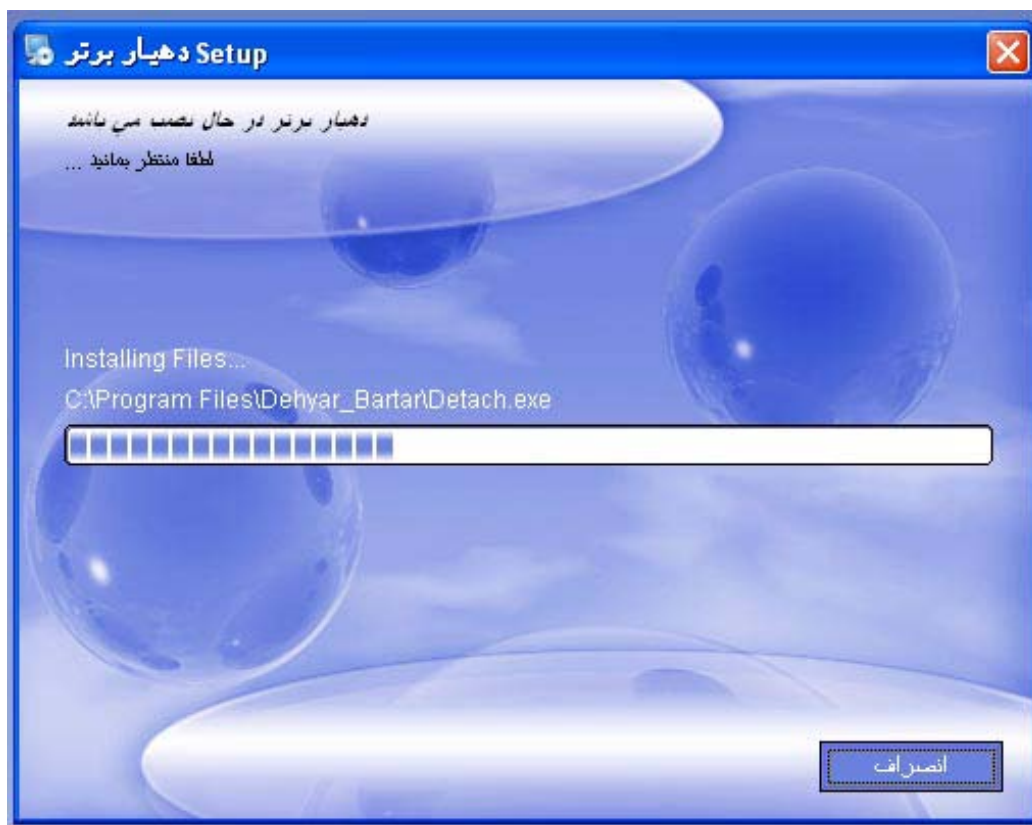 دهیار برتر Setup
دهیار برتر در حال نصب می باشد
لطفا منتظر بمانید ...
Installing Files...
C:\Program Files\Dehyar_Bartar\Detach.exe
انصراف